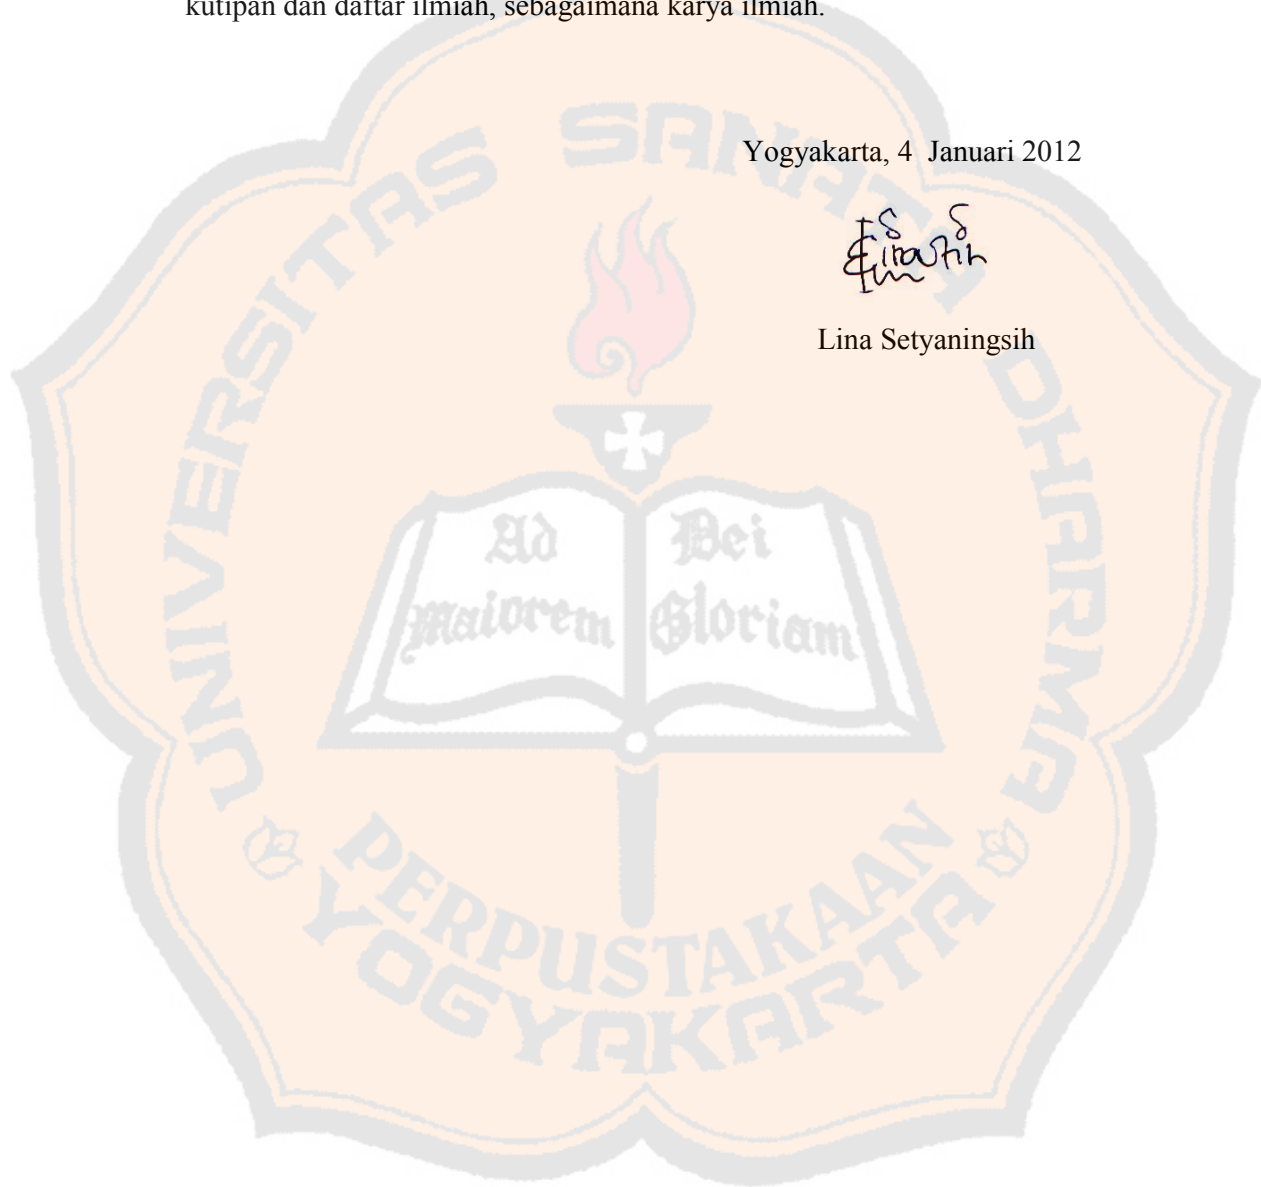 kutipan dan daftar ilmiah, sebagaimana karya ilmiah.
Yogyakarta, 4 Januari 2012
Lina Setyaningsih
UNIVERSITAS SANATA DHARMA
Ad
Dei
Maiorem
Gloriam
PERPUSTAKAAN
YOGYAKARTA